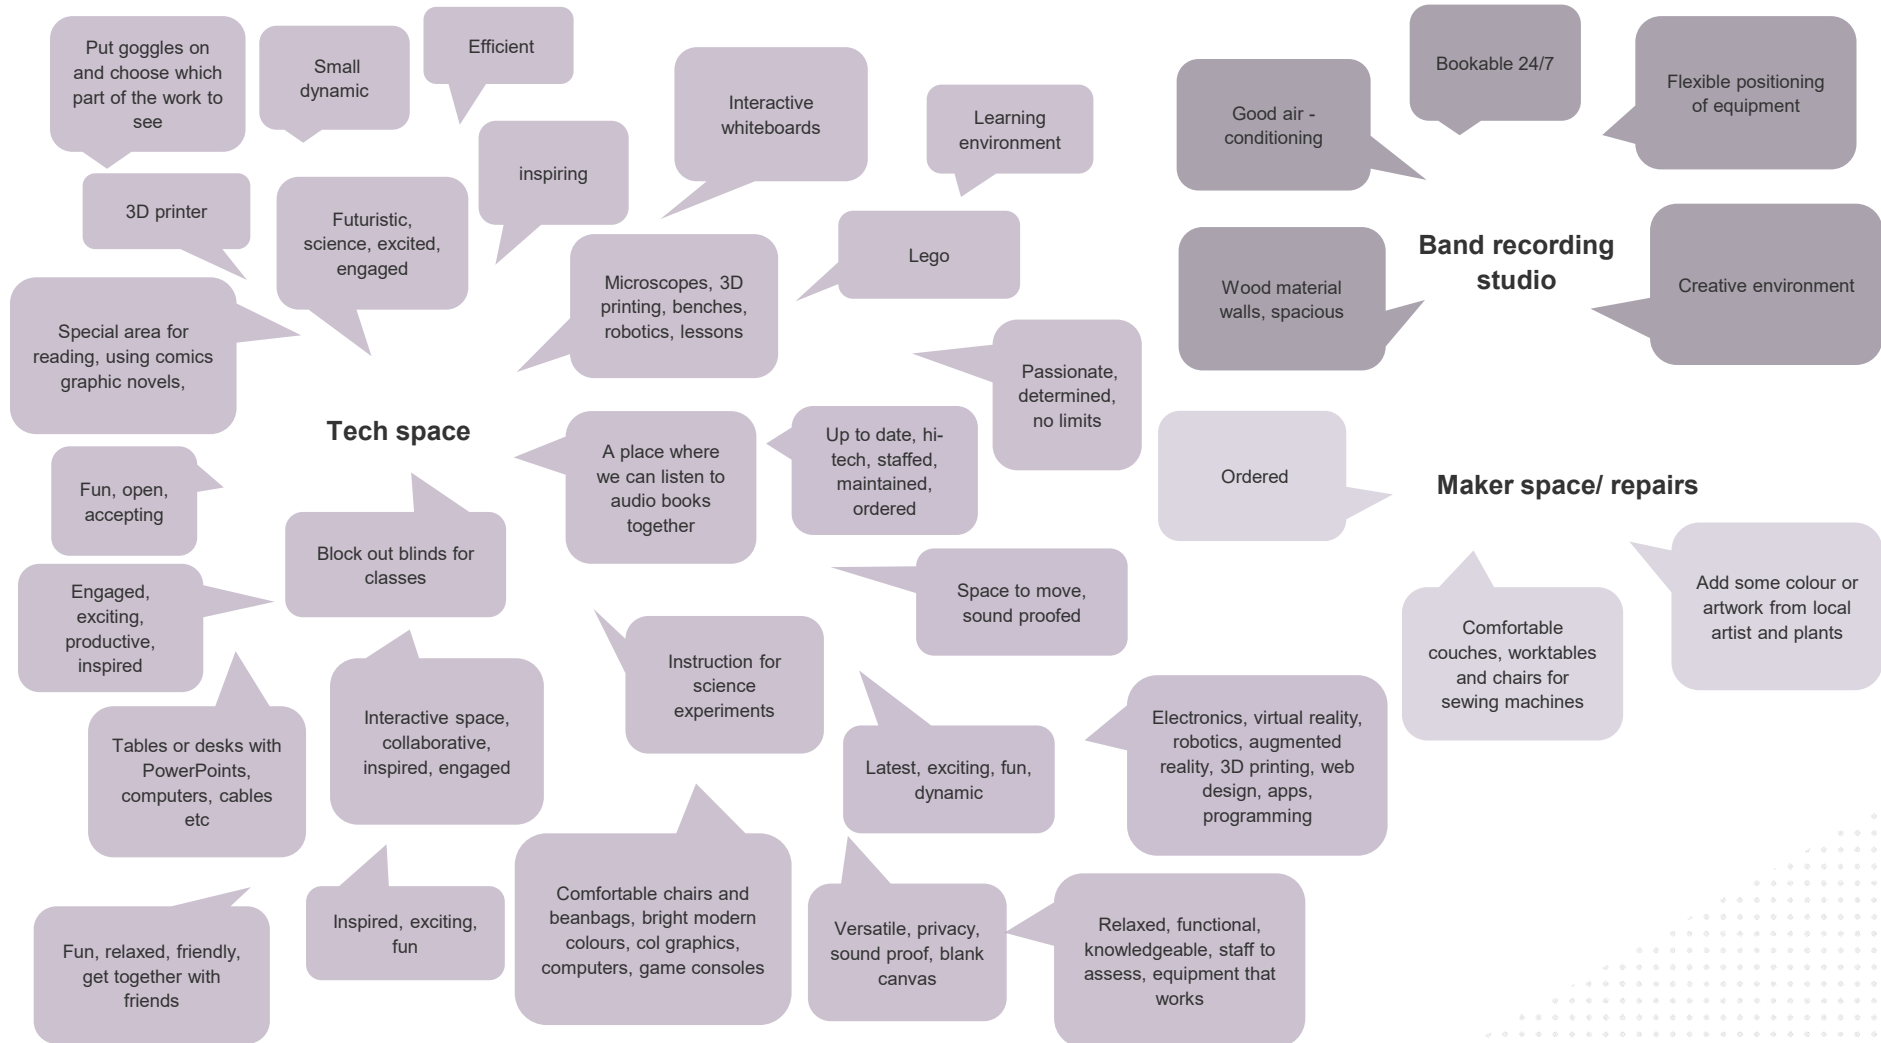 Put goggles on
and choose which
part of the work to
see
Small
dynamic
Efficient
Interactive
whiteboards
Learning
environment
inspiring
3D printer
Futuristic,
science, excited,
engaged
Lego
Microscopes, 3D
printing, benches,
robotics, lessons
Special area for
reading, using comics
graphic novels,
Passionate,
determined,
no limits
Tech space
A place where
we can listen to
audio books
together
Up to date, hi-
tech, staffed,
maintained,
ordered
Fun, open,
accepting
Block out blinds for
classes
Engaged,
exciting,
productive,
inspired
Space to move,
sound proofed
Instruction for
science
experiments
Interactive space,
collaborative,
inspired, engaged
Tables or desks with
PowerPoints,
computers, cables
etc
Latest, exciting, fun,
dynamic
Electronics, virtual reality,
robotics, augmented
reality, 3D printing, web
design, apps,
programming
Fun, relaxed, friendly,
get together with
friends
Inspired, exciting,
fun
Comfortable chairs and
beanbags, bright modern
colours, col graphics,
computers, game consoles
Versatile, privacy,
sound proof, blank
canvas
Relaxed, functional,
knowledgeable, staff to
assess, equipment that
works
Bookable 24/7
Good air -
conditioning
Flexible positioning
of equipment
Band recording
studio
Wood material
walls, spacious
Creative environment
Ordered
Maker space/ repairs
Comfortable
couches, worktables
and chairs for
sewing machines
Add some colour or
artwork from local
artist and plants